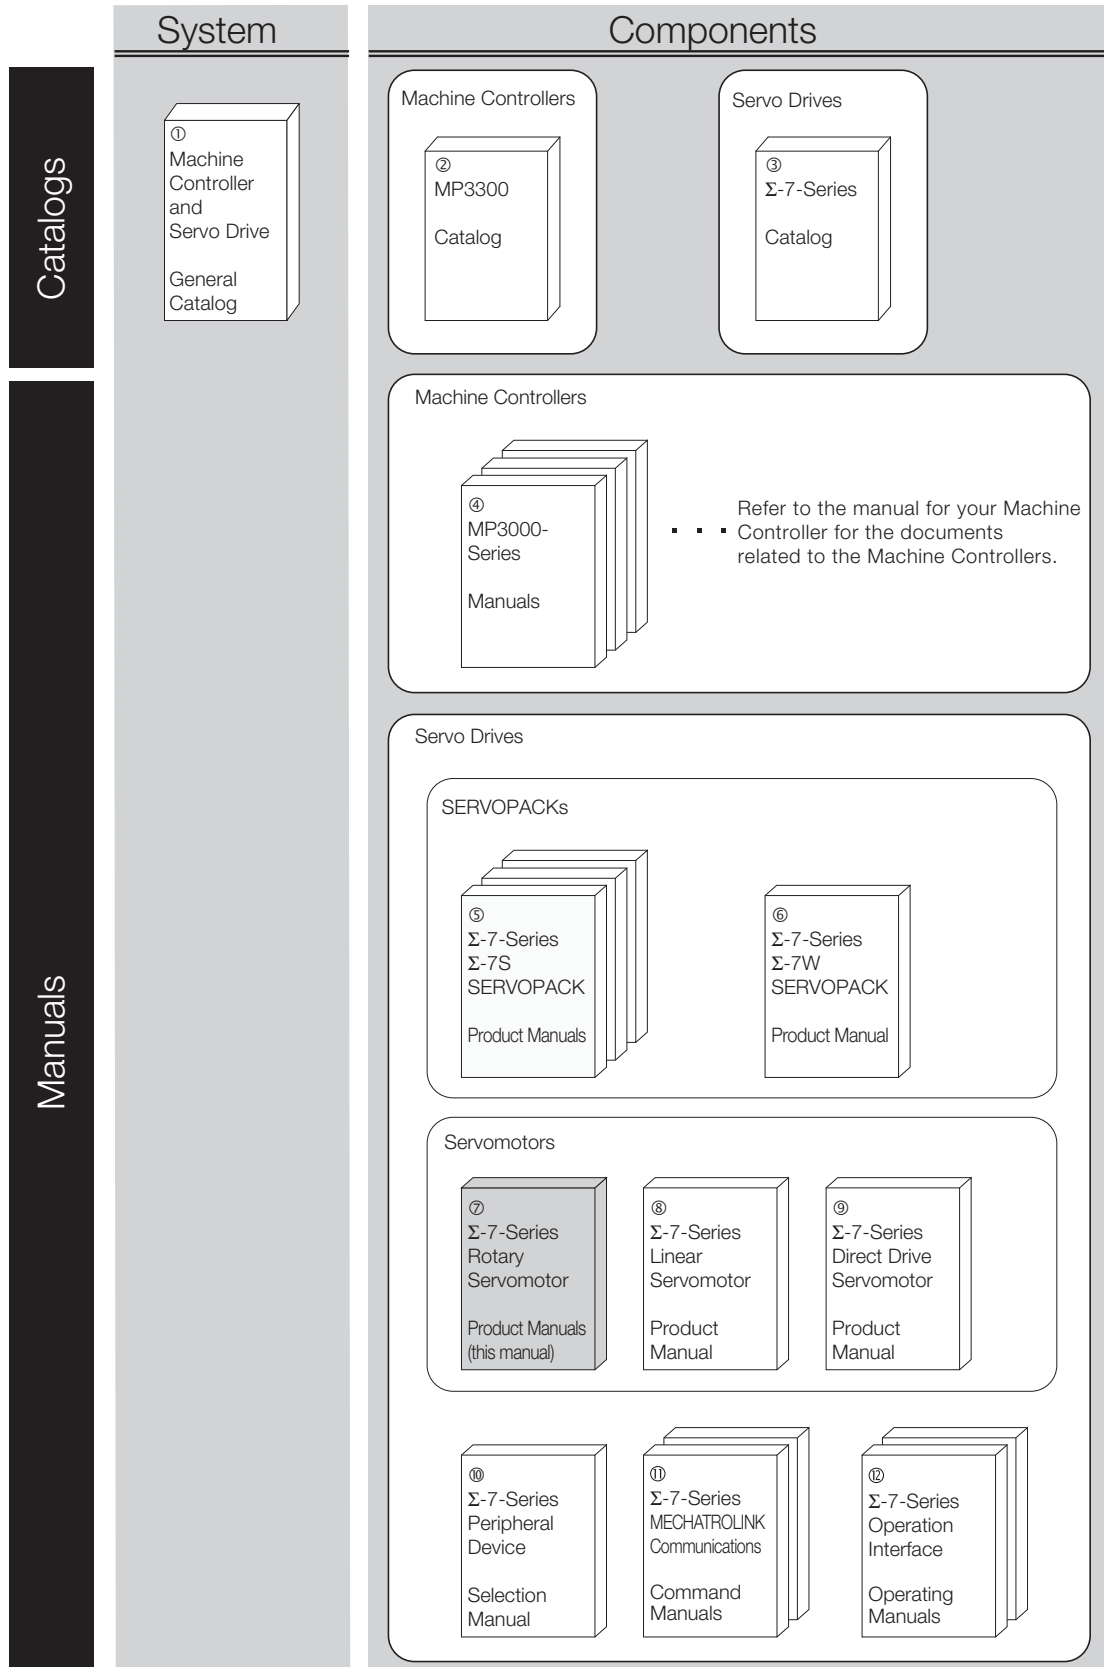 System
Components
Catalogs
①
Machine
Controller
and
Servo Drive
General
Catalog
Machine Controllers
②
MP3300
Catalog
Servo Drives
③
Σ-7-Series
Catalog
Manuals
Machine Controllers
④
MP3000-
Series
Manuals
Refer to the manual for your Machine
Controller for the documents
related to the Machine Controllers.
Servo Drives
SERVOPACKs
⑤
Σ-7-Series
Σ-7S
SERVOPACK
Product Manuals
⑥
Σ-7-Series
Σ-7W
SERVOPACK
Product Manual
Servomotors
⑦
Σ-7-Series
Rotary
Servomotor
Product Manuals
(this manual)
⑧
Σ-7-Series
Linear
Servomotor
Product
Manual
⑨
Σ-7-Series
Direct Drive
Servomotor
Product
Manual
⑩
Σ-7-Series
Peripheral
Device
Selection
Manual
⑪
Σ-7-Series
MECHATROLINK
Communications
Command
Manuals
⑫
Σ-7-Series
Operation
Interface
Operating
Manuals